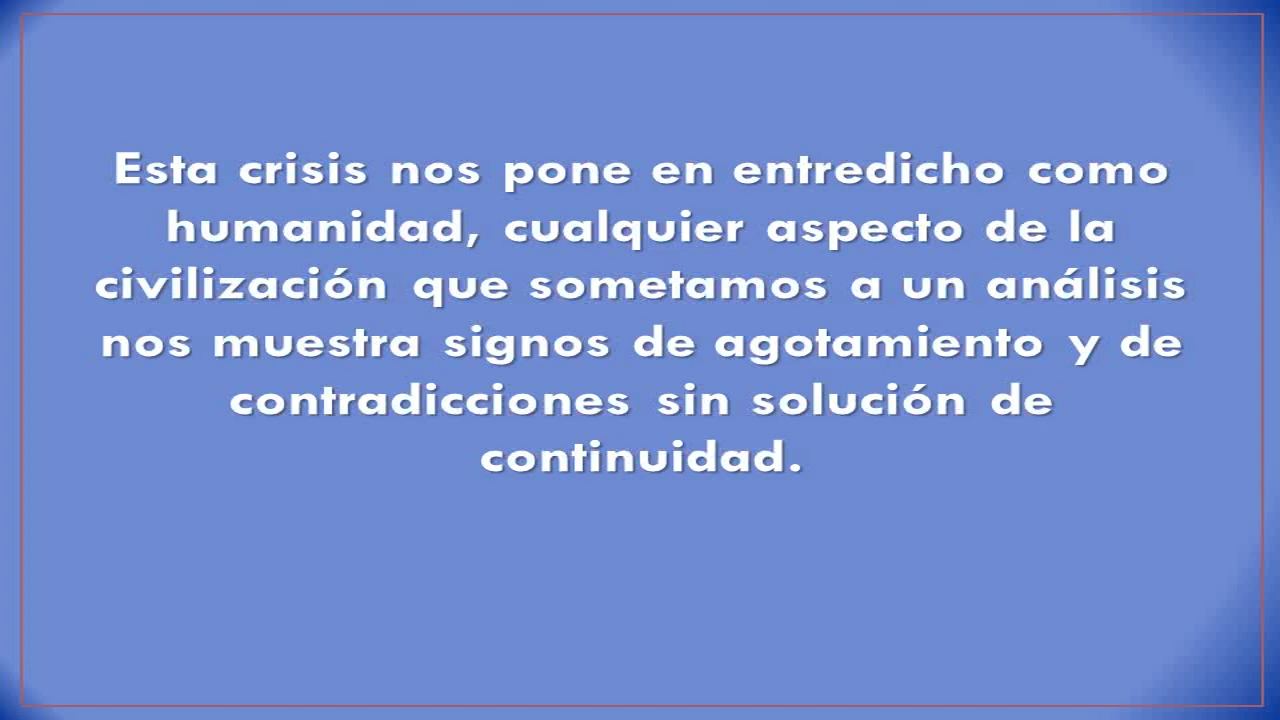 Esta crisis nos pone en entredicho como
humanidad, cualquier aspecto de la
civilización que sometamos a un análisis
nos muestra signos de agotamiento y de
contradicciones sin solución de
continuidad.